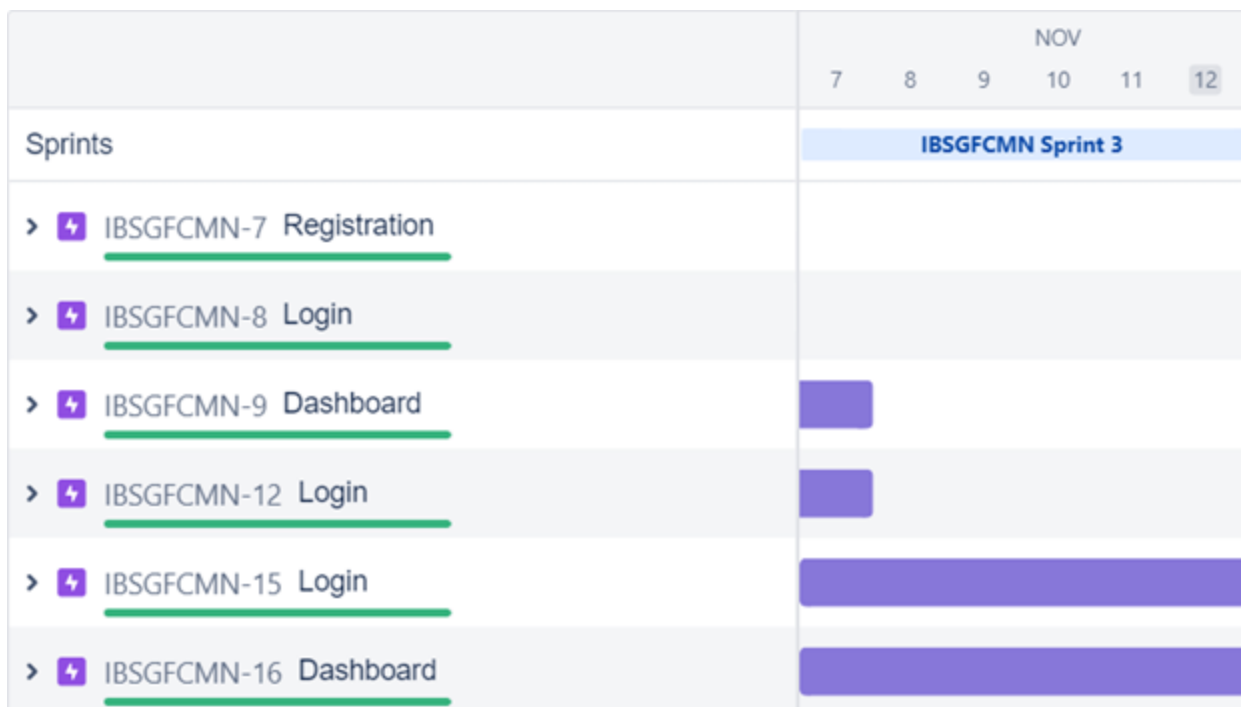 NOV
7 8 9 10 11 12
Sprints IBSGFCMN Sprint 3
IBSGFCMN-7 Registration
IBSGFCMN-8 Login
IBSGFCMN-9 Dashboard
IBSGFCMN-12 Login
IBSGFCMN-15 Login
IBSGFCMN-16 Dashboard